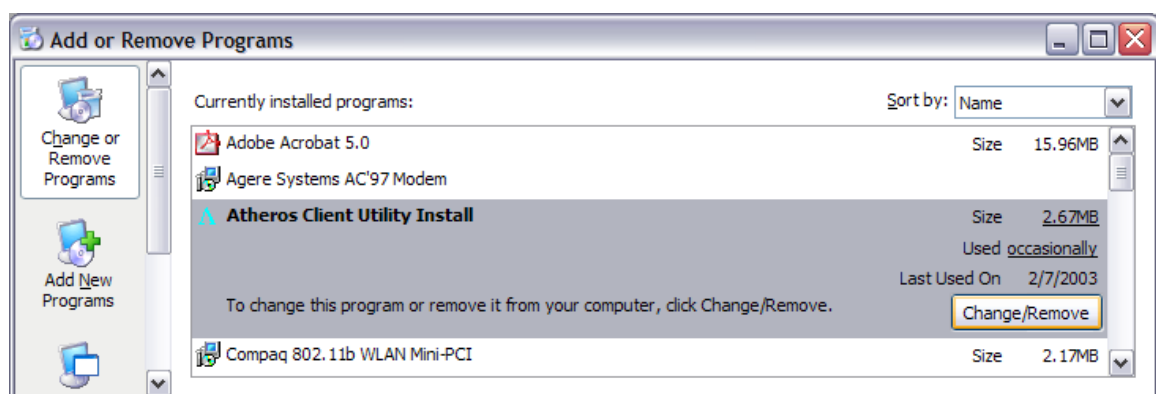 Add or Remove Programs
Change or
Remove
Programs
Add New
Programs
Currently installed programs:
Sort by: Name
Adobe Acrobat 5.0 Size 15.96MB
Agere Systems AC'97 Modem
Atheros Client Utility Install Size 2.67MB
Used occasionally
Last Used On 2/7/2003
To change this program or remove it from your computer, click Change/Remove. Change/Remove
Compaq 802.11b WLAN Mini-PCI Size 2.17MB